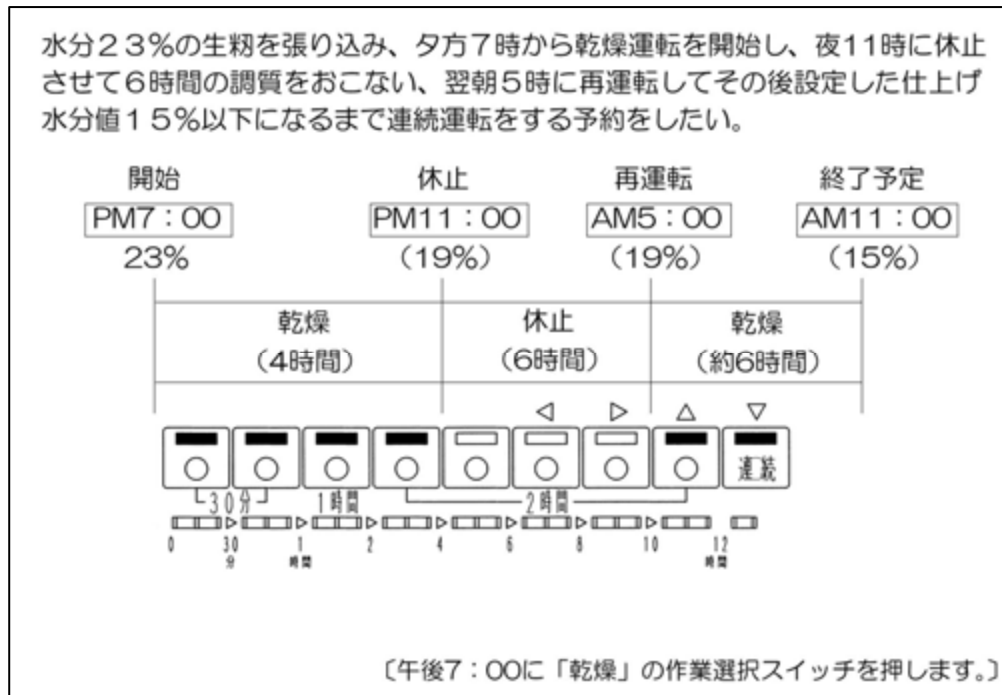 水分２３％の生籾を張り込み、夕方７時から乾燥運転を開始し、夜11時に休止
させて６時間の調質をおこない、翌朝５時に再運転してその後設定した仕上げ
水分値１５％以下になるまで連続運転をする予約をしたい。
開始 休止 再運転 終了予定
PM7：00 PM11：00 AM5：00 AM11：00
23% （19%） （19%） （15%）
乾燥 休止 乾燥
（4時間） （6時間） （約6時間）
連続
30分 1時間 2時間
0 30分 1時間 2 4 6 8 10 12時間
〔午後7：00に「乾燥」の作業選択スイッチを押します。〕